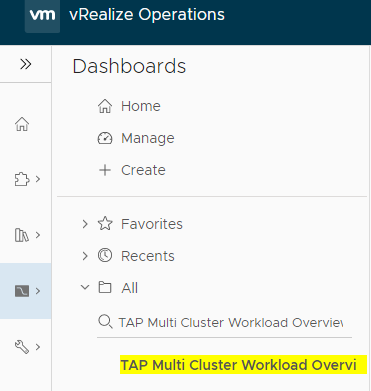 vm vRealize Operations
Dashboards
Home
Manage
Create
Favorites
Recents
All
TAP Multi Cluster Workload Overview
TAP Multi Cluster Workload Overvi